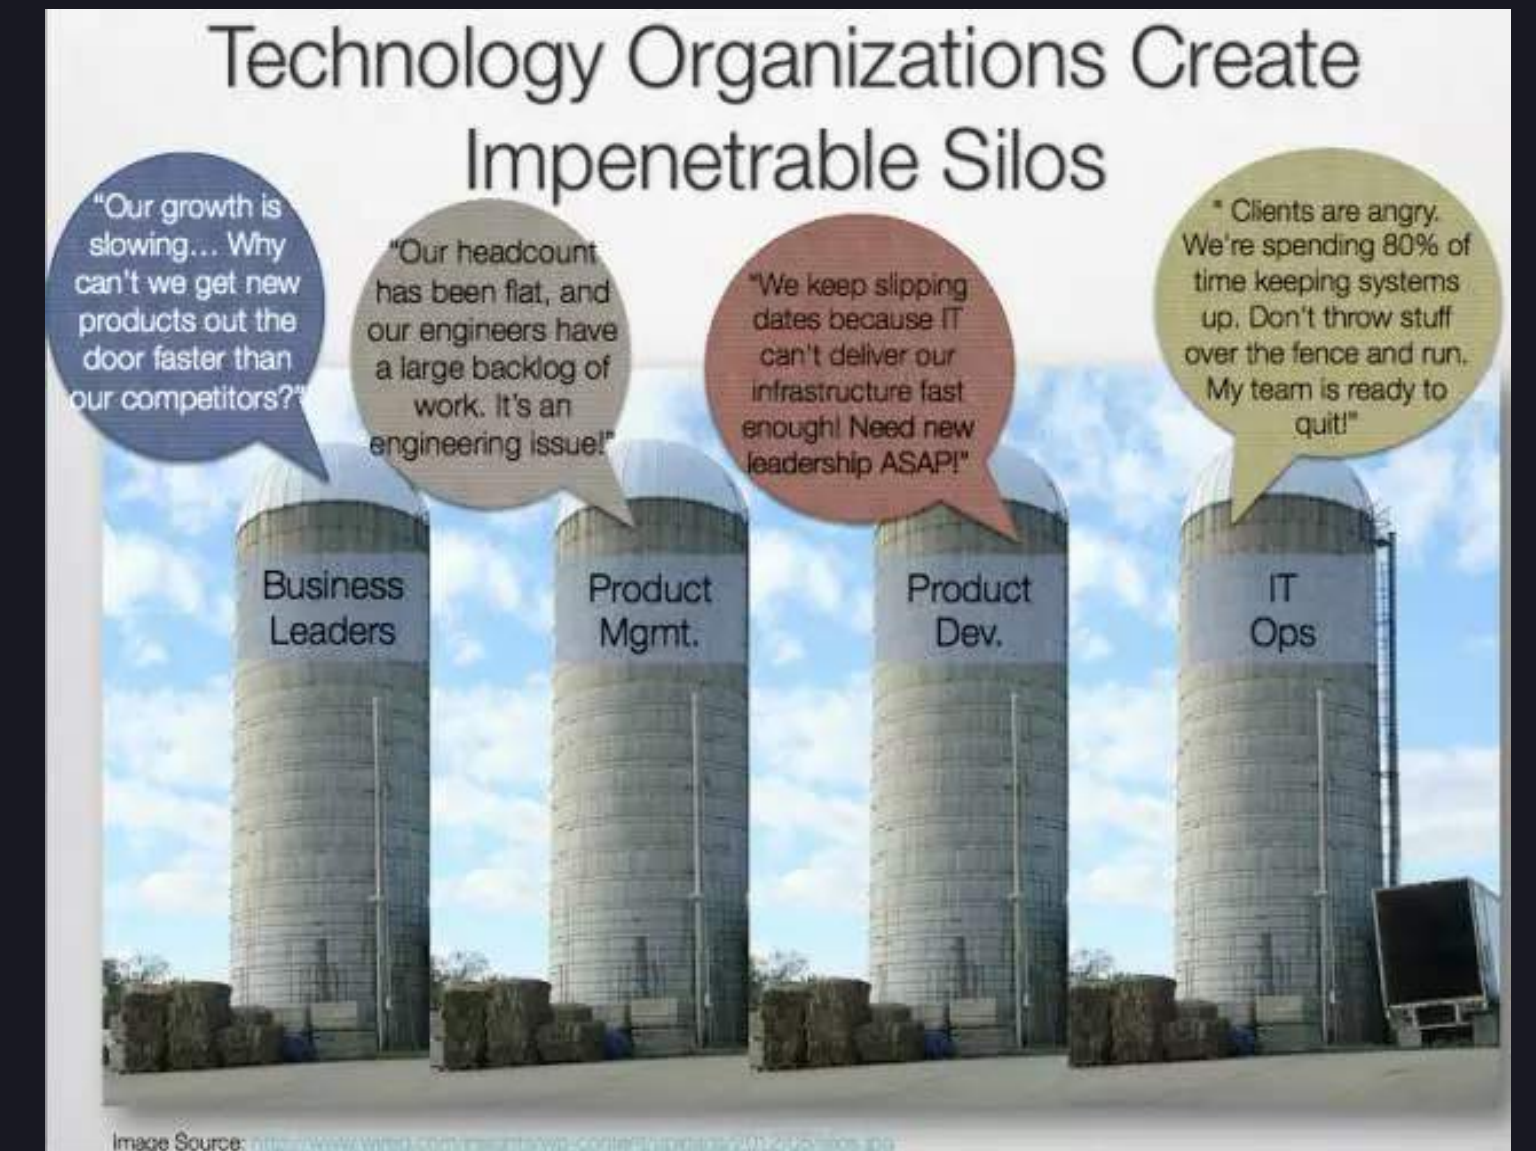 Technology Organizations Create
Impenetrable Silos
“Our growth is
slowing... Why
can't we get new
products out the
door faster than
our competitors?”
“Our headcount
has been flat, and
our engineers have
a large backlog of
work. It's an
engineering issue!”
“We keep slipping
dates because IT
can't deliver our
infrastructure fast
enough! Need new
leadership ASAP!”
“ Clients are angry.
We're spending 80% of
time keeping systems
up. Don't throw stuff
over the fence and run.
My team is ready to
quit!”
Business
Leaders
Product
Mgmt.
Product
Dev.
IT
Ops
Image Source: